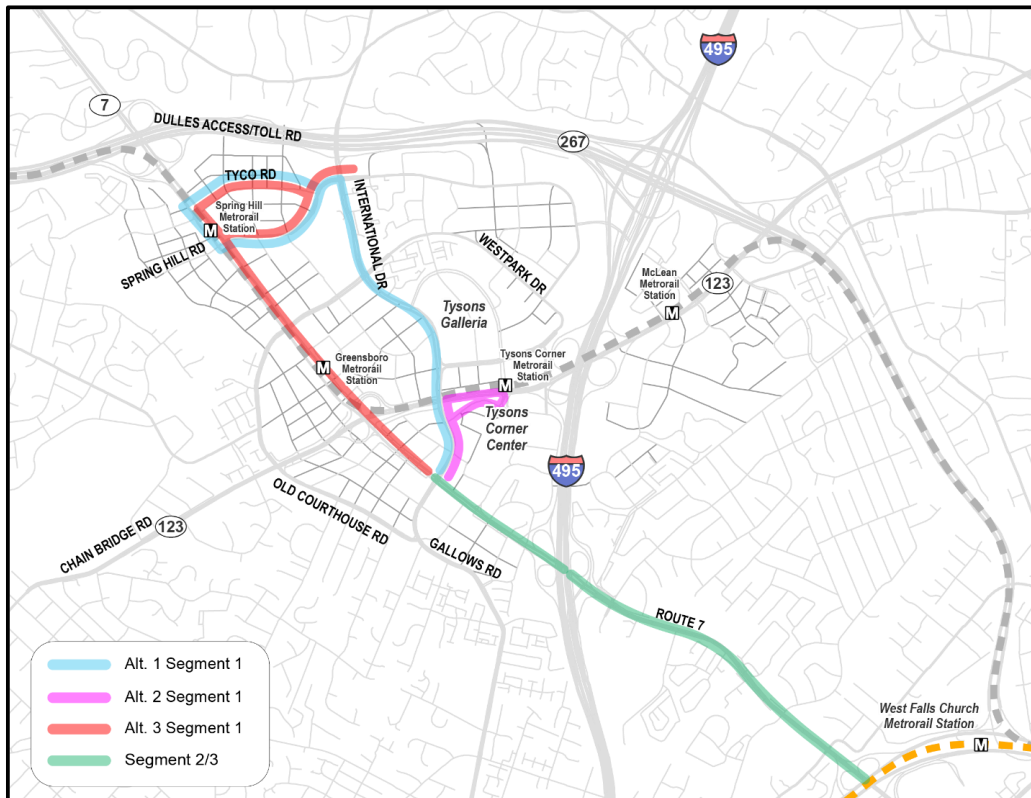 495
7
DULLES ACCESS/TOLL RD
267
TYCO RD
INTERNATIONAL DR
Spring Hill
Metrorail
Station
M
SPRING HILL RD
WESTPARK DR
McLean
Metrorail
Station
123
M
Tysons
Galleria
Greensboro
Metrorail
Station
M
Tysons Corner
Metrorail
Station
M
Tysons
Corner
Center
495
OLD COURTHOUSE RD
CHAIN BRIDGE RD
123
GALLOWS RD
ROUTE 7
Alt. 1 Segment 1
Alt. 2 Segment 1
Alt. 3 Segment 1
Segment 2/3
West Falls Church
Metrorail Station
M